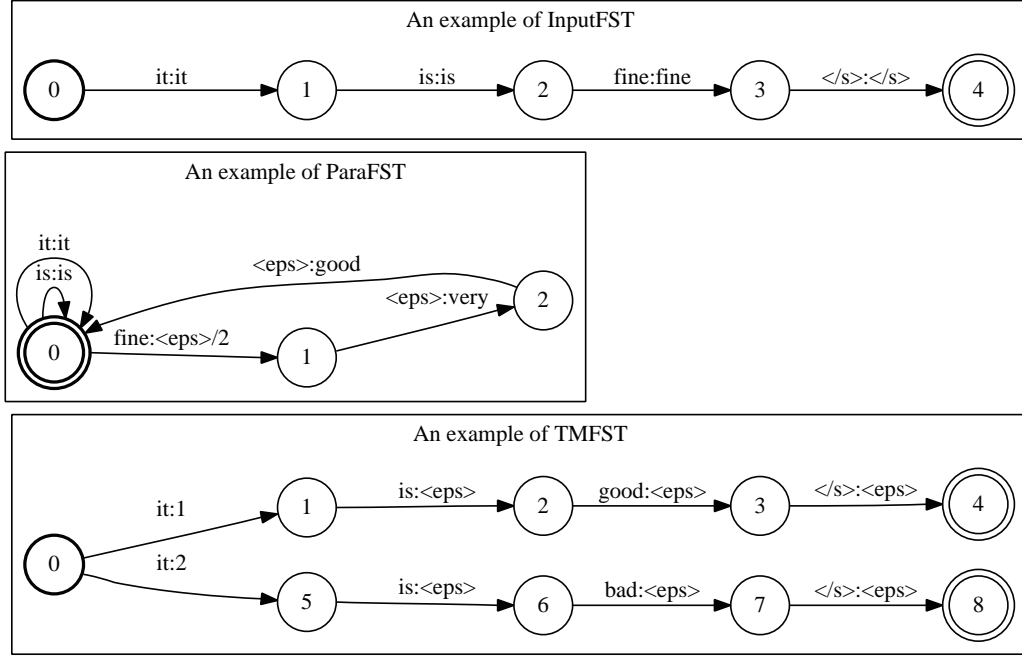 An example of InputFST
0 it:it 1 is:is 2 fine:fine 3 </s>:</s> 4
An example of ParaFST
it:it
is:is
<eps>:good
<eps>:very
2
fine:<eps>/2
0
1
An example of TMFST
it:1 1 is:<eps> 2 good:<eps> 3 </s>:<eps> 4
0
it:2 5 is:<eps> 6 bad:<eps> 7 </s>:<eps> 8